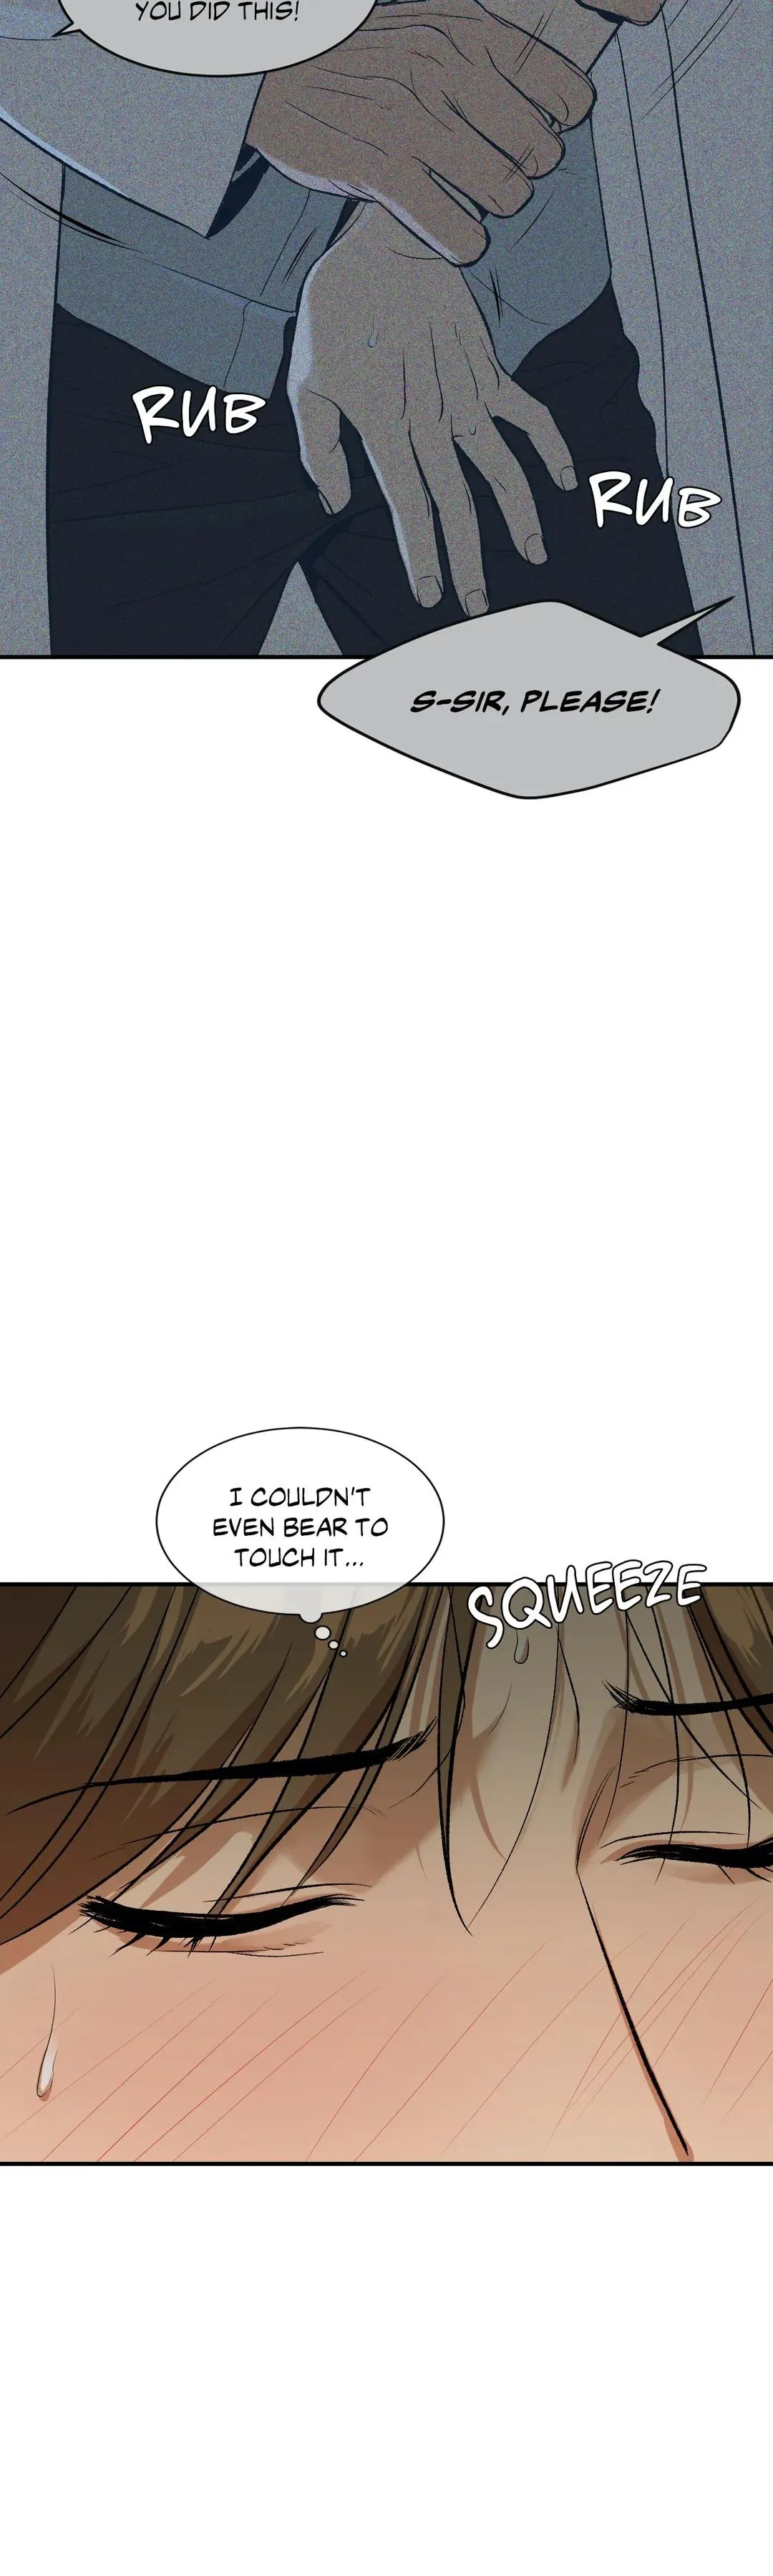 YOU DID THIS!
RUB
RUB
S-SIR, PLEASE!
I COULDN'T
EVEN BEAR TO
TOUCH IT...
SQUEEZE